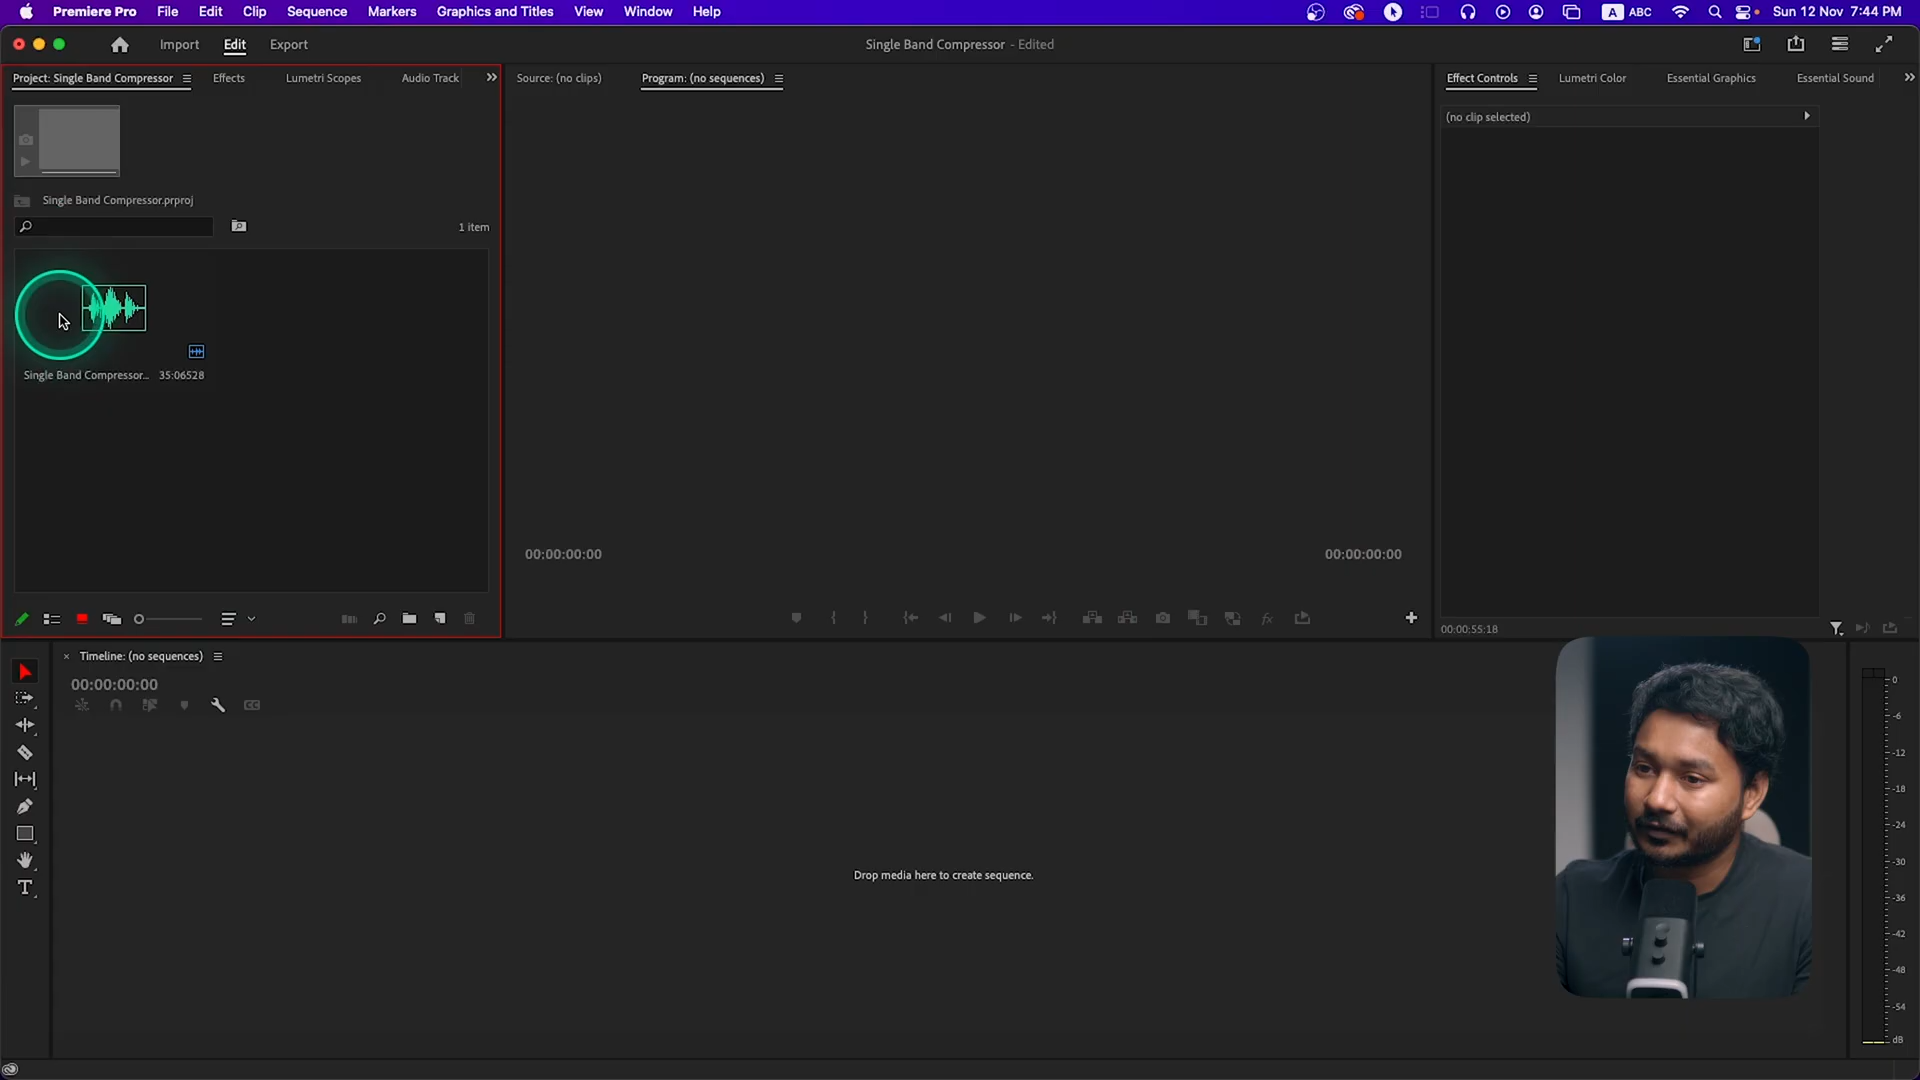 Premiere Pro File Edit Clip Sequence Markers Graphics and Titles View Window Help A ABC Sun 12 Nov 7:44 PM
Import Edit Export Single Band Compressor - Edited
Project: Single Band Compressor Effects Lumetri Scopes Audio Track
Source: (no clips) Program: (no sequences)
Effect Controls Lumetri Color Essential Graphics Essential Sound
(no clip selected)
Single Band Compressor.prproj
1 item
Single Band Compressor... 35:06528
00:00:00:00 00:00:00:00
00:00:55:18
Timeline: (no sequences)
00:00:00:00
CC
Drop media here to create sequence.
T
0
-6
-12
-18
-24
-30
-36
-42
-48
-54
dB